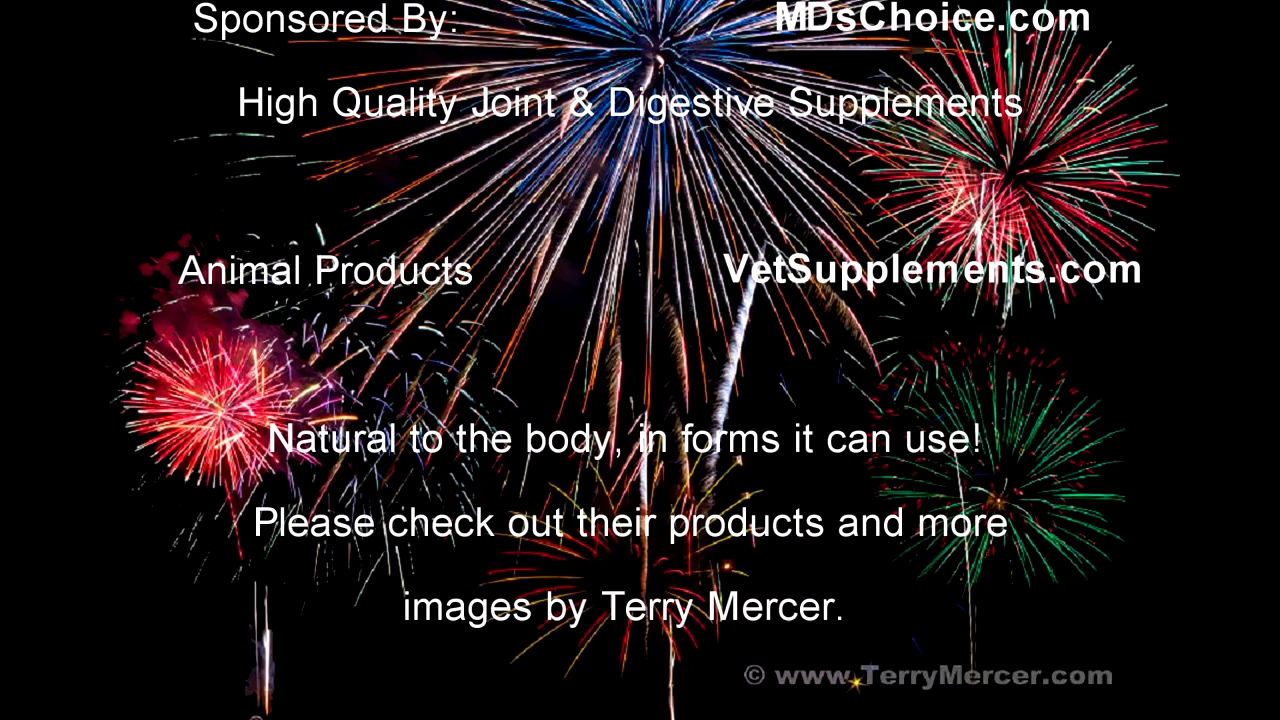 Sponsored By: MDsChoice.com
High Quality Joint & Digestive Supplements
Animal Products VetSupplements.com
Natural to the body, in forms it can use!
Please check out their products and more
images by Terry Mercer.
© www.TerryMercer.com